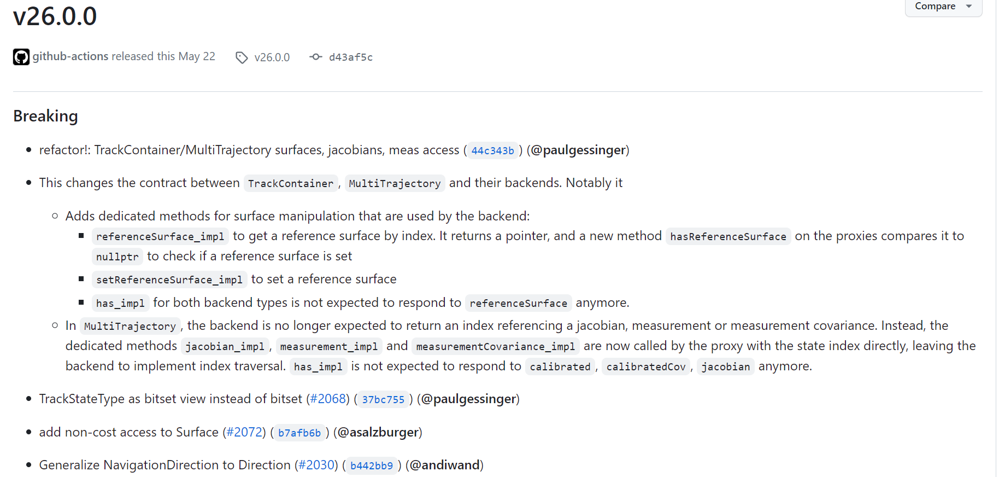 v26.0.0
Compare
github-actions released this May 22 v26.0.0 d43af5c
Breaking
refactor!: TrackContainer/MultiTrajectory surfaces, jacobians, meas access (44c343b) (@paulgessinger)
This changes the contract between TrackContainer, MultiTrajectory and their backends. Notably it
Adds dedicated methods for surface manipulation that are used by the backend:
referenceSurface_impl to get a reference surface by index. It returns a pointer, and a new method hasReferenceSurface on the proxies compares it to
nullptr to check if a reference surface is set
setReferenceSurface_impl to set a reference surface
has_impl for both backend types is not expected to respond to referenceSurface anymore.
In MultiTrajectory, the backend is no longer expected to return an index referencing a jacobian, measurement or measurement covariance. Instead, the
dedicated methods jacobian_impl, measurement_impl and measurementCovariance_impl are now called by the proxy with the state index directly, leaving the
backend to implement index traversal. has_impl is not expected to respond to calibrated, calibratedCov, jacobian anymore.
TrackStateType as bitset view instead of bitset (#2068) (37bc755) (@paulgessinger)
add non-cost access to Surface (#2072) (b7afb6b) (@asalzburger)
Generalize NavigationDirection to Direction (#2030) (b442bb9) (@andiwand)